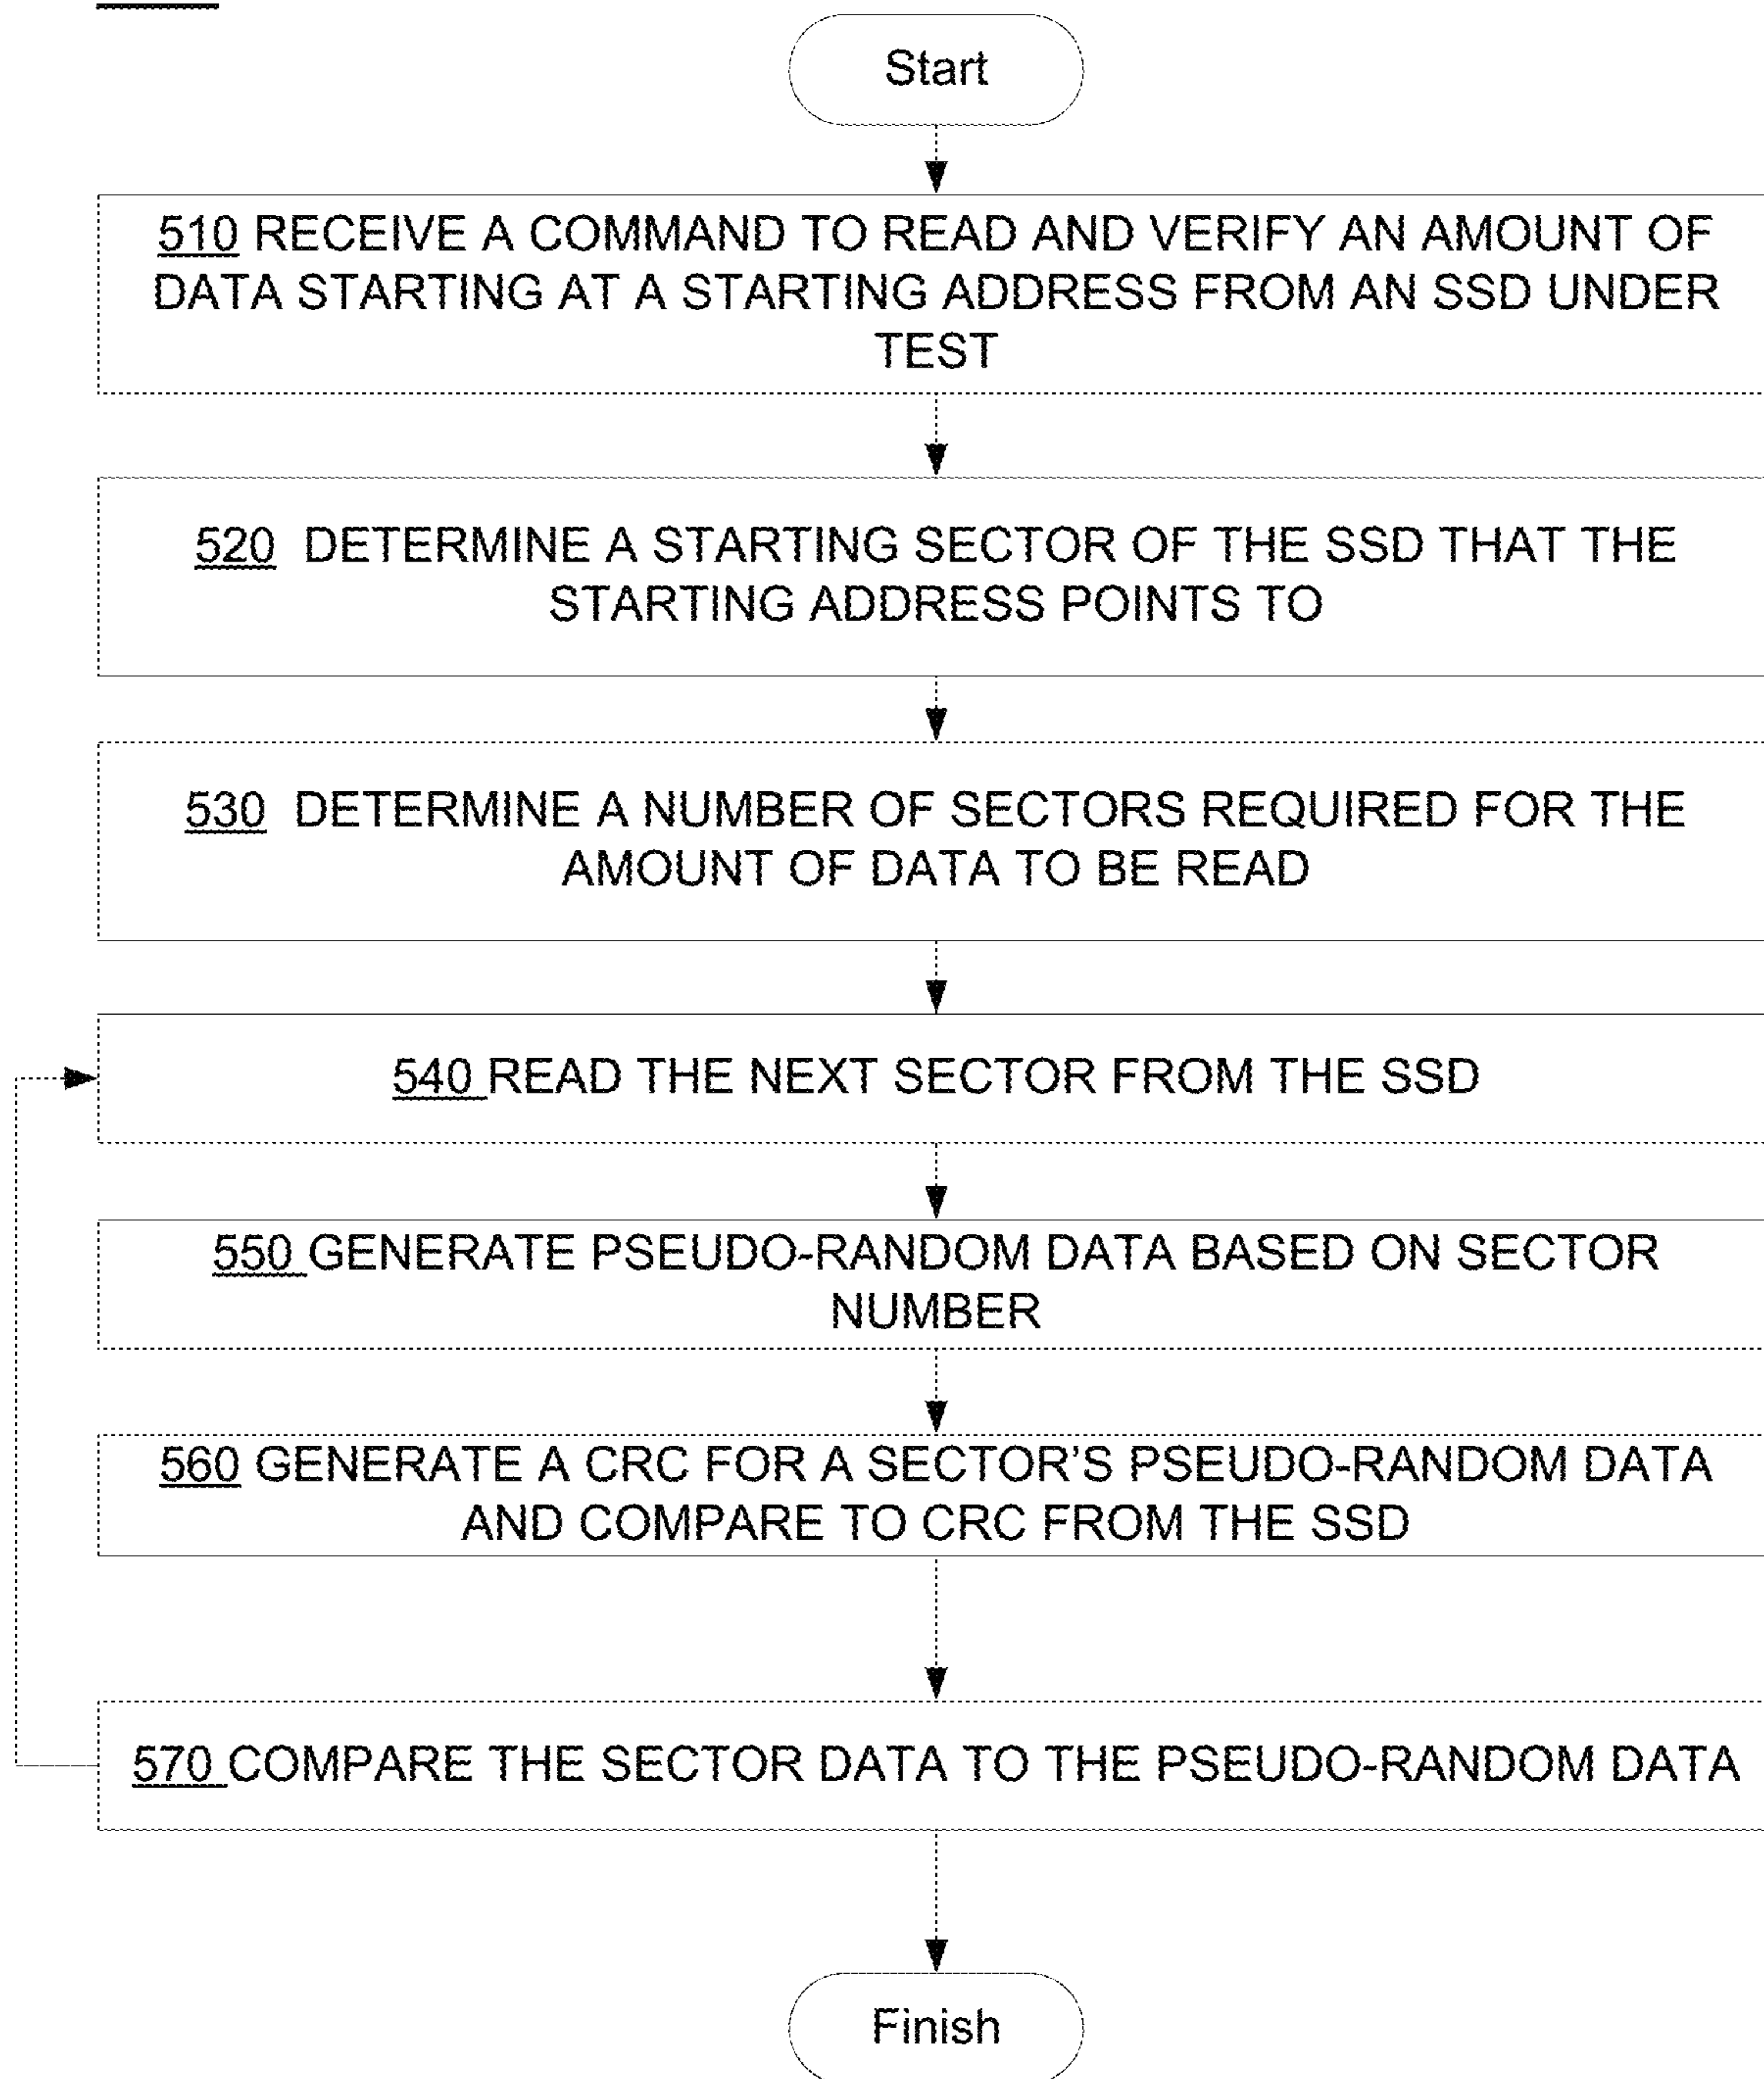 Start
510 RECEIVE A COMMAND TO READ AND VERIFY AN AMOUNT OF
DATA STARTING AT A STARTING ADDRESS FROM AN SSD UNDER
TEST
520 DETERMINE A STARTING SECTOR OF THE SSD THAT THE
STARTING ADDRESS POINTS TO
530 DETERMINE A NUMBER OF SECTORS REQUIRED FOR THE
AMOUNT OF DATA TO BE READ
540 READ THE NEXT SECTOR FROM THE SSD
550 GENERATE PSEUDO-RANDOM DATA BASED ON SECTOR
NUMBER
560 GENERATE A CRC FOR A SECTOR'S PSEUDO-RANDOM DATA
AND COMPARE TO CRC FROM THE SSD
570 COMPARE THE SECTOR DATA TO THE PSEUDO-RANDOM DATA
Finish